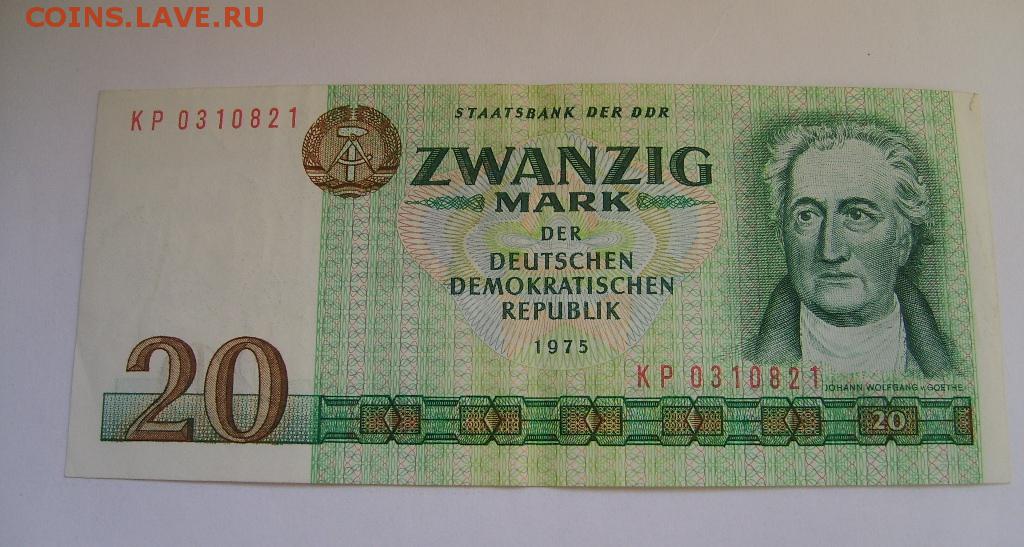 COINS.LAVE.RU
KP 0310821
STAATSBANK DER DDR
ZWANZIG
MARK
DER
DEUTSCHEN
DEMOKRATISCHEN
REPUBLIK
1975
KP 0310821
JOHANN WOLFGANG v. GOETHE
20
20